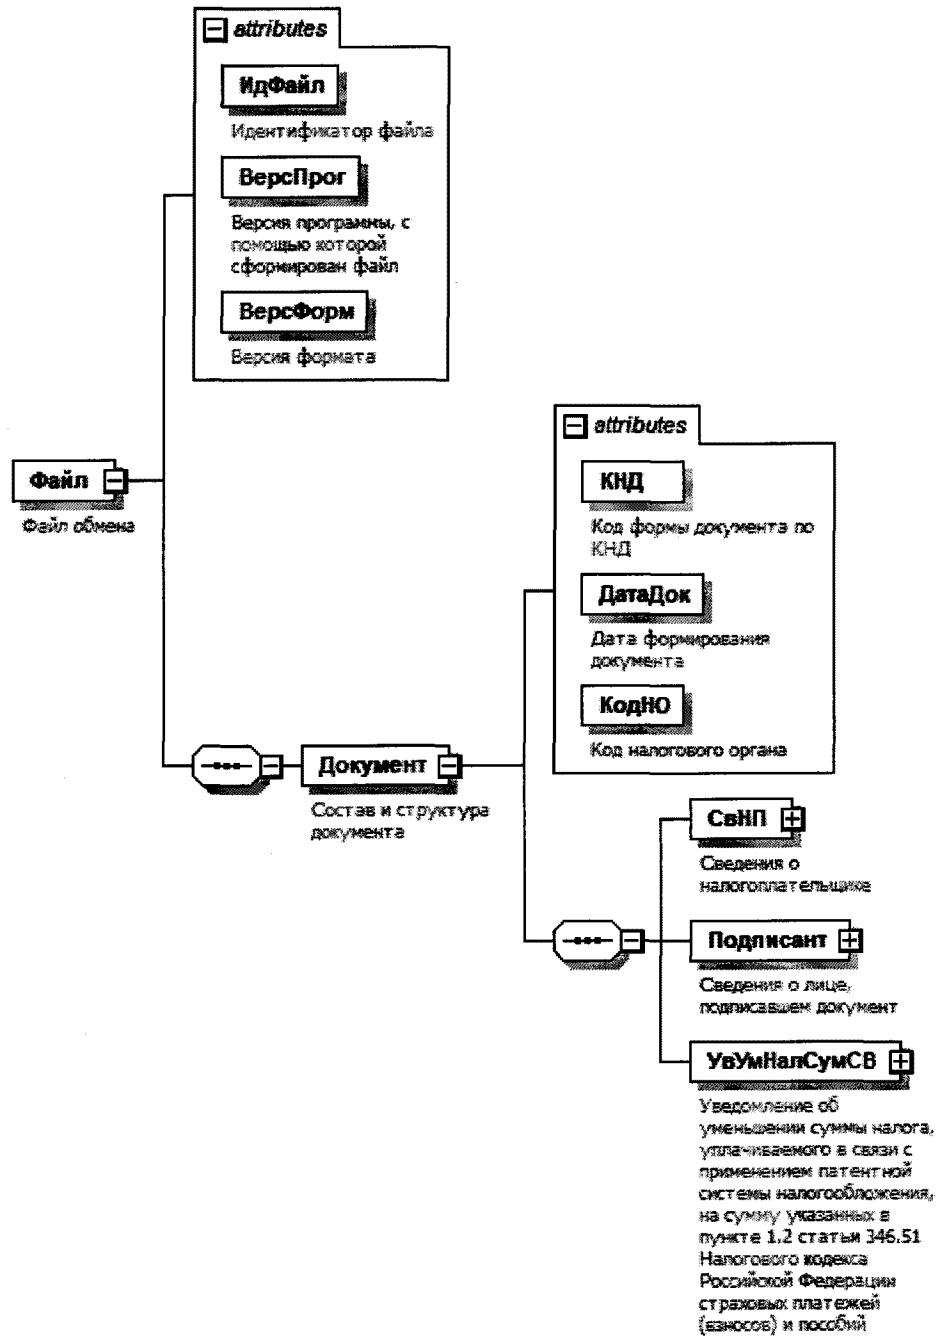 attributes
ИдФайл
Идентификатор файла
ВерсПрог
Версия программы, с
помощью которой
сформирован файл
ВерсФорм
Версия формата
Файл
Файл обмена
attributes
КНД
Код формы документа по
КНД
ДатаДок
Дата формирования
документа
КодНО
Код налогового органа
Документ
Состав и структура
документа
СвНП
Сведения о
налогоплательщике
Подписант
Сведения о лице,
подписавшем документ
УвУмНалСумСВ
Уведомление об
уменьшении суммы налога,
уплачиваемого в связи с
применением патентной
системы налогообложения,
на сумму указанных в
пункте 1.2 статьи 346.51
Налогового кодекса
Российской Федерации
страховых платежей
(взносов) и пособий